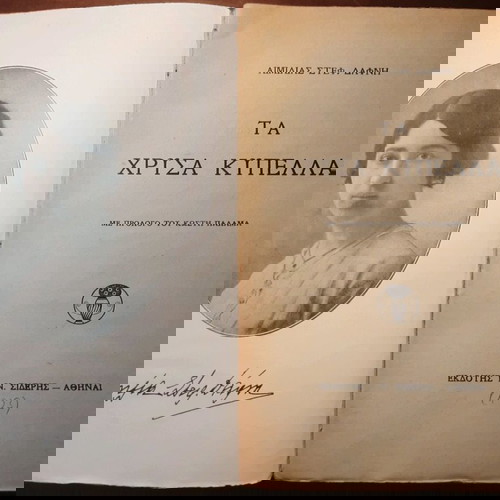 ΑΙΜΙΛΙΑΣ ΣΤΕΦ. ΔΑΦΝΗ
ΤΑ
ΧΡΥΣΑ ΚΥΠΕΛΛΑ
ΜΕ ΠΡΟΛΟΓΟ ΤΟΥ ΚΩΣΤΗ ΠΑΛΑΜΑ
ΕΚΔΟΤΗΣ
Ν. ΣΙΔΕΡΗΣ — ΑΘΗΝΑΙ